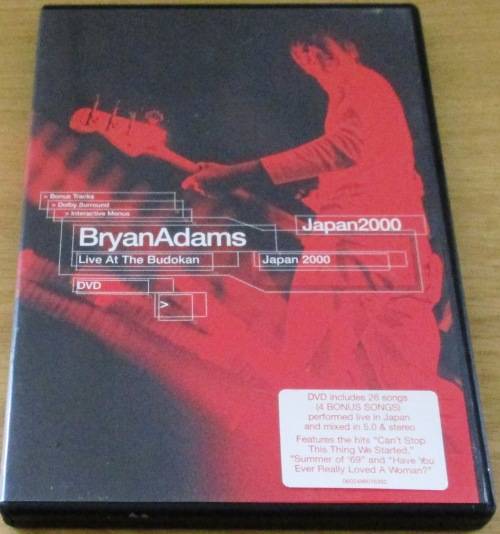 > Bonus Tracks
> Dolby Surround
> Interactive Menus
Japan2000
BryanAdams
Live At The Budokan
Japan 2000
DVD
>
DVD includes 26 songs
(4 BONUS SONGS)
performed live in Japan
and mixed in 5.0 & stereo
Features the hits "Can't Stop
This Thing We Started,"
"Summer of '69" and "Have You
Ever Really Loved A Woman?"